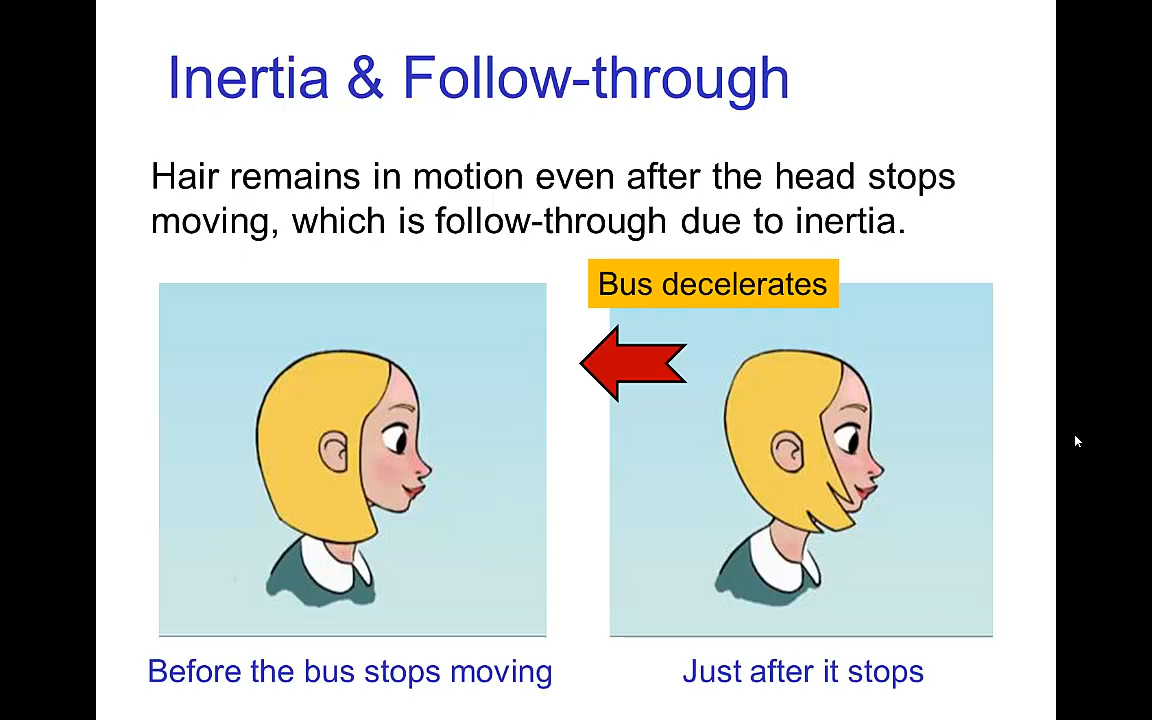 Inertia & Follow-through
Hair remains in motion even after the head stops
moving, which is follow-through due to inertia.
Bus decelerates
Before the bus stops moving
Just after it stops